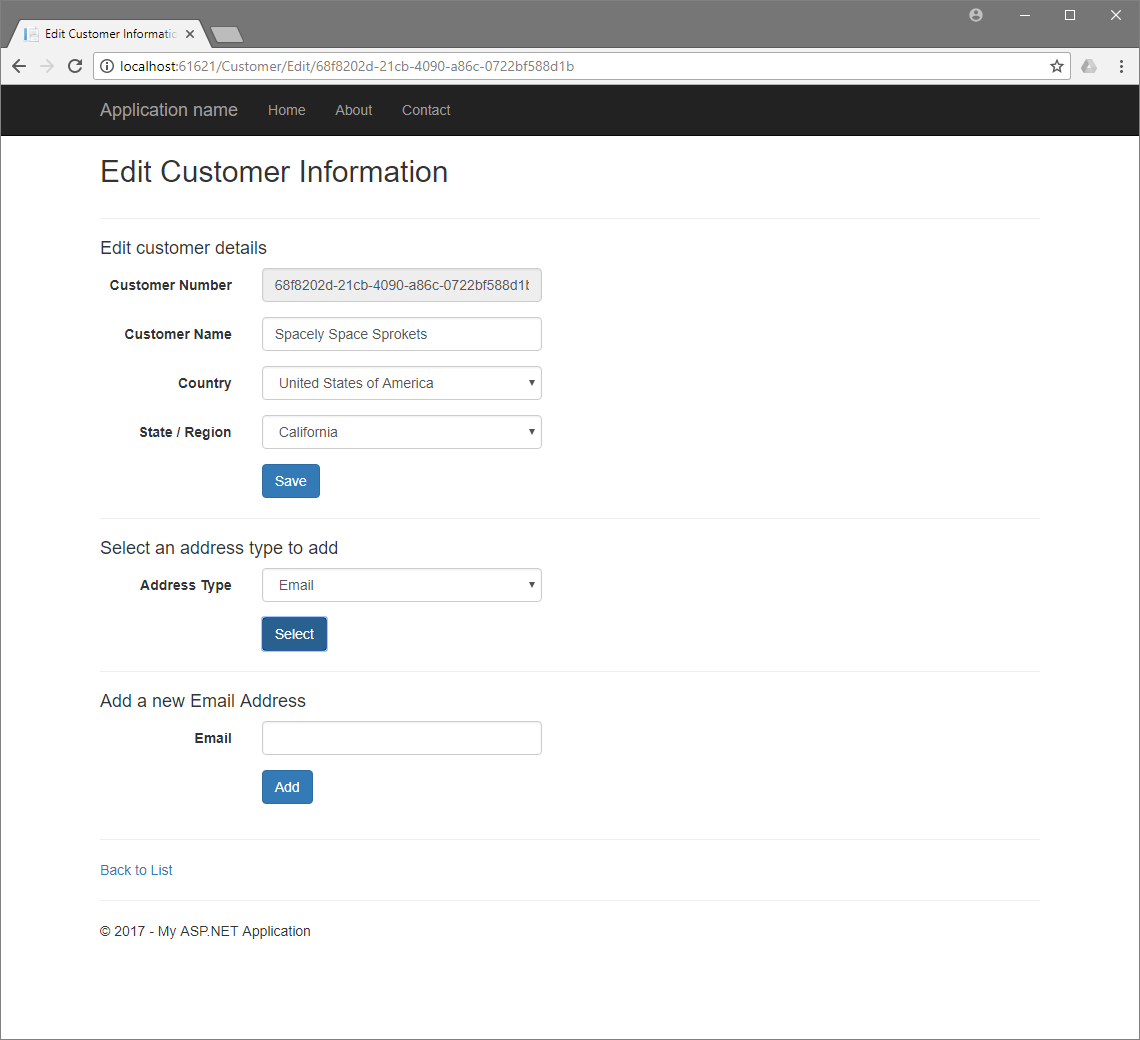 Edit Customer Informatic
localhost:61621/Customer/Edit/68f8202d-21cb-4090-a86c-0722bf588d1b
Application name Home About Contact
Edit Customer Information
Edit customer details
Customer Number 68f8202d-21cb-4090-a86c-0722bf588d1b
Customer Name Spacely Space Sprokets
Country United States of America
State / Region California
Save
Select an address type to add
Address Type Email
Select
Add a new Email Address
Email
Add
Back to List
© 2017 - My ASP.NET Application